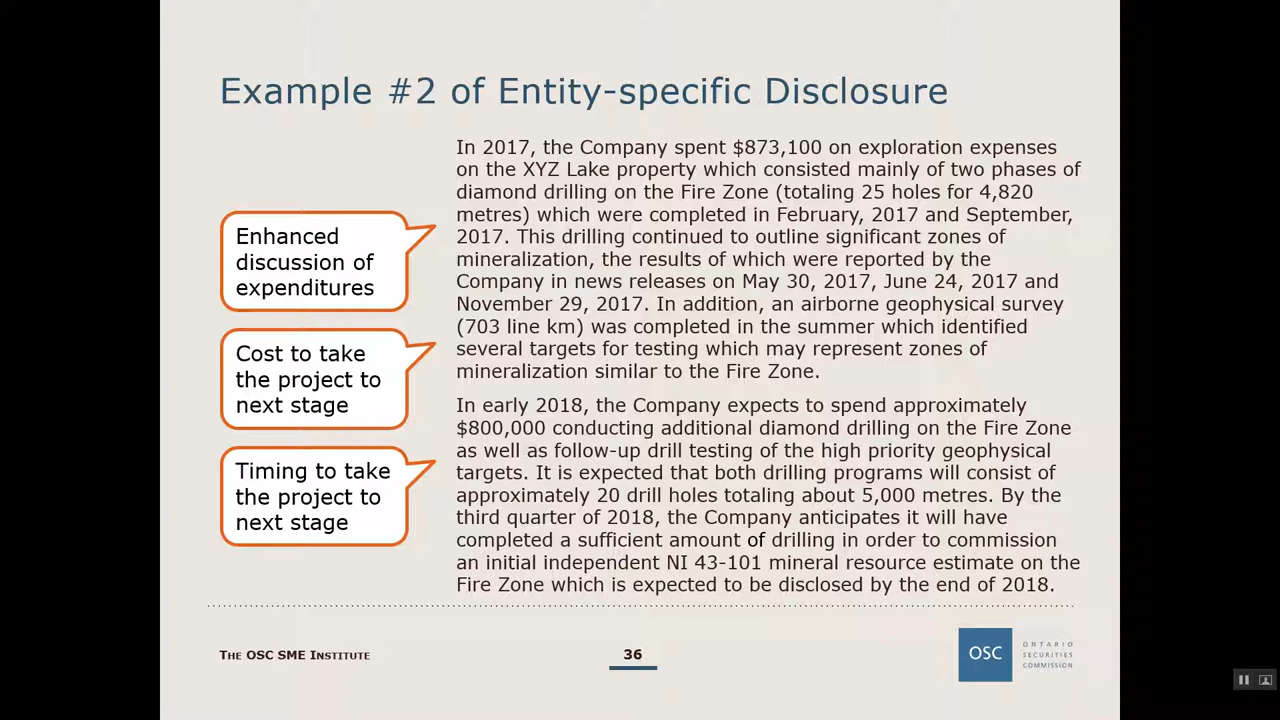 Example #2 of Entity-specific Disclosure
Enhanced
discussion of
expenditures
Cost to take
the project to
next stage
Timing to take
the project to
next stage
In 2017, the Company spent $873,100 on exploration expenses
on the XYZ Lake property which consisted mainly of two phases of
diamond drilling on the Fire Zone (totaling 25 holes for 4,820
metres) which were completed in February, 2017 and September,
2017. This drilling continued to outline significant zones of
mineralization, the results of which were reported by the
Company in news releases on May 30, 2017, June 24, 2017 and
November 29, 2017. In addition, an airborne geophysical survey
(703 line km) was completed in the summer which identified
several targets for testing which may represent zones of
mineralization similar to the Fire Zone.
In early 2018, the Company expects to spend approximately
$800,000 conducting additional diamond drilling on the Fire Zone
as well as follow-up drill testing of the high priority geophysical
targets. It is expected that both drilling programs will consist of
approximately 20 drill holes totaling about 5,000 metres. By the
third quarter of 2018, the Company anticipates it will have
completed a sufficient amount of drilling in order to commission
an initial independent NI 43-101 mineral resource estimate on the
Fire Zone which is expected to be disclosed by the end of 2018.
THE OSC SME INSTITUTE
36
OSC
ONTARIO
SECURITIES
COMMISSION